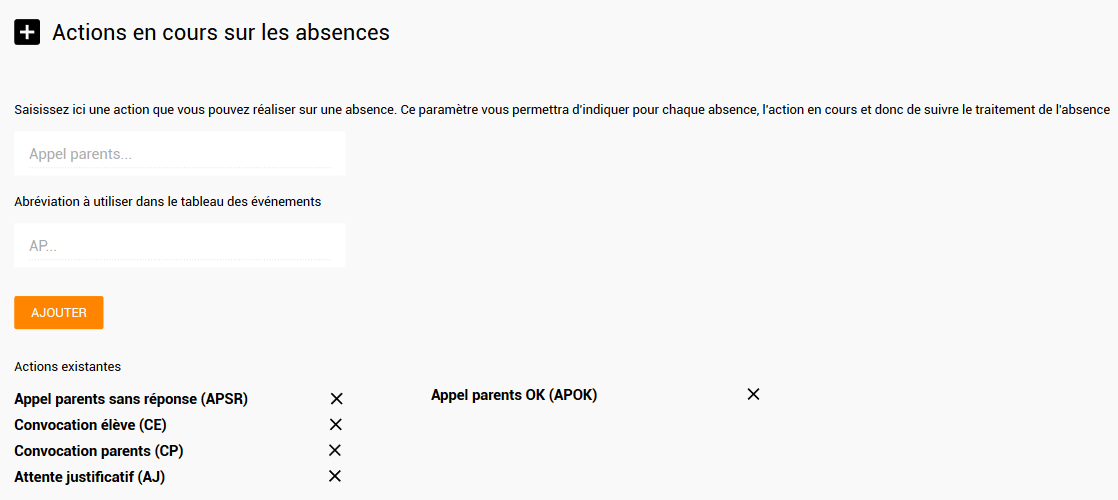 Actions en cours sur les absences
Saisissez ici une action que vous pouvez réaliser sur une absence. Ce paramètre vous permettra d'indiquer pour chaque absence, l'action en cours et donc de suivre le traitement de l'absence
Appel parents...
Abréviation à utiliser dans le tableau des événements
AP...
AJOUTER
Actions existantes
Appel parents sans réponse (APSR)
Convocation élève (CE)
Convocation parents (CP)
Attente justificatif (AJ)
Appel parents OK (APOK)